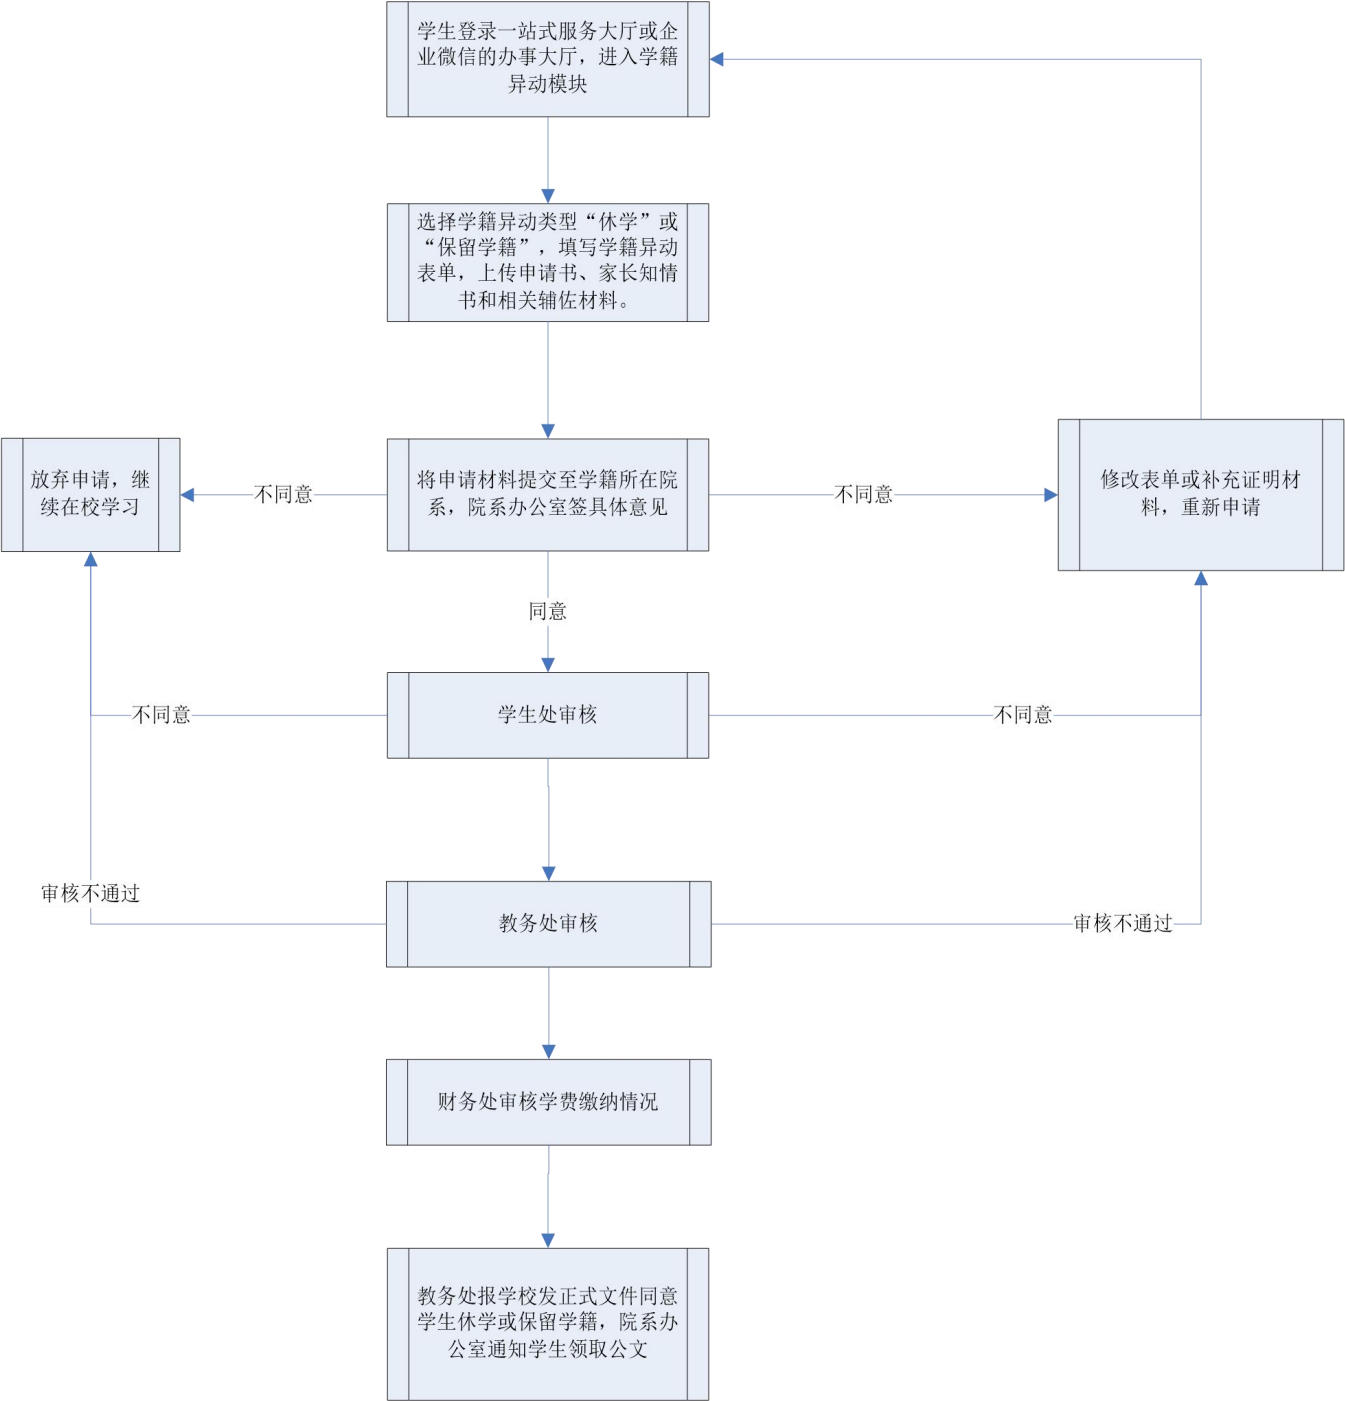 学生登录一站式服务大厅或企
业微信的办事大厅，进入学籍
异动模块
选择学籍异动类型“休学”或
“保留学籍”，填写学籍异动
表单，上传申请书、家长知情
书和相关辅佐材料。
放弃申请，继
续在校学习
不同意
将申请材料提交至学籍所在院
系，院系办公室签具体意见
不同意
修改表单或补充证明材
料，重新申请
同意
不同意
学生处审核
不同意
审核不通过
教务处审核
审核不通过
财务处审核学费缴纳情况
教务处报学校发正式文件同意
学生休学或保留学籍，院系办
公室通知学生领取公文